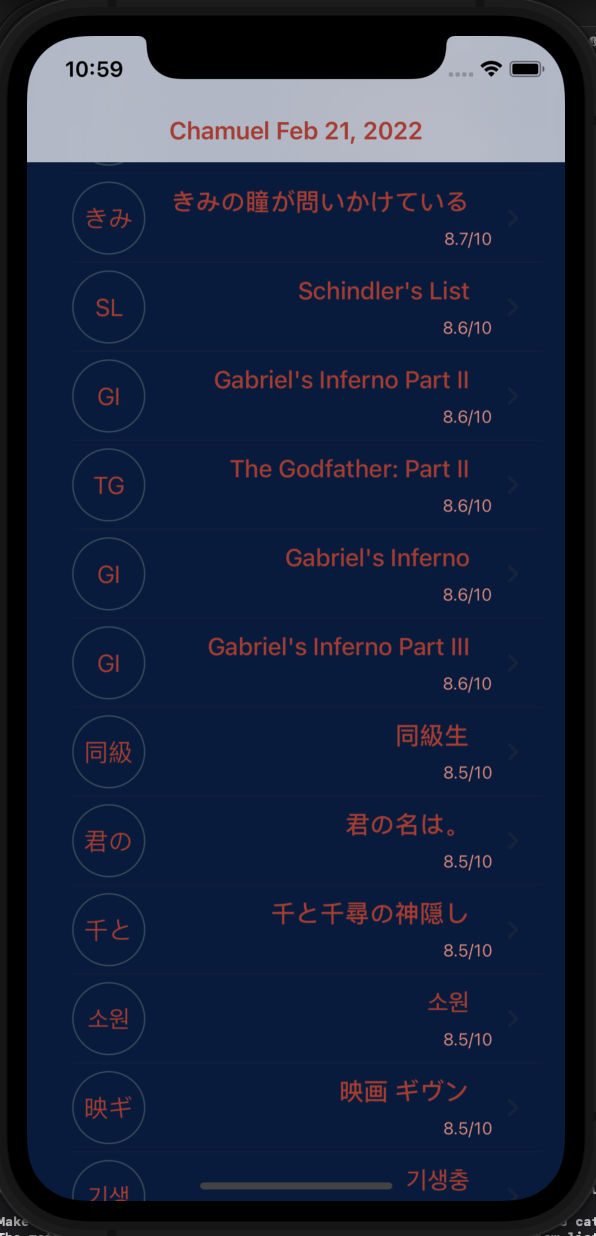 10:59
Chamuel Feb 21, 2022
きみ
きみの瞳が問いかけている
8.7/10
SL
Schindler's List
8.6/10
GI
Gabriel's Inferno Part II
8.6/10
TG
The Godfather: Part II
8.6/10
GI
Gabriel's Inferno
8.6/10
GI
Gabriel's Inferno Part III
8.6/10
同級
同級生
8.5/10
君の
君の名は。
8.5/10
千と
千と千尋の神隠し
8.5/10
소원
소원
8.5/10
映ギ
映画 ギヴン
8.5/10
기생
기생충
Make
cat